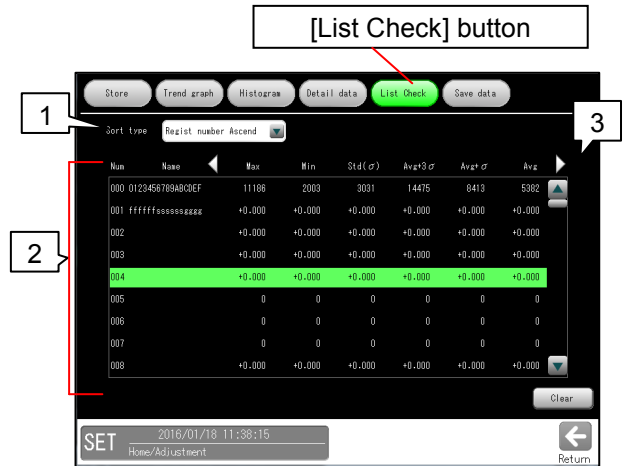 [List Check] button
Store Trend graph Histogram Detail data List Check Save data
1
Sort type Regist number Ascend
3
Num Name Max Min Std(σ) Avg+3σ Avg+σ Avg
000 0123456789ABCDEF 11186 2003 3031 14475 8413 5382
001 ffffffssssssgggg +0.000 +0.000 +0.000 +0.000 +0.000 +0.000
002 +0.000 +0.000 +0.000 +0.000 +0.000 +0.000
2
003 +0.000 +0.000 +0.000 +0.000 +0.000 +0.000
004 +0.000 +0.000 +0.000 +0.000 +0.000 +0.000
005 0 0 0 0 0 0
006 0 0 0 0 0 0
007 0 0 0 0 0 0
008 +0.000 +0.000 +0.000 +0.000 +0.000 +0.000
Clear
SET 2016/01/18 11:38:15
Home/Adjustment
Return